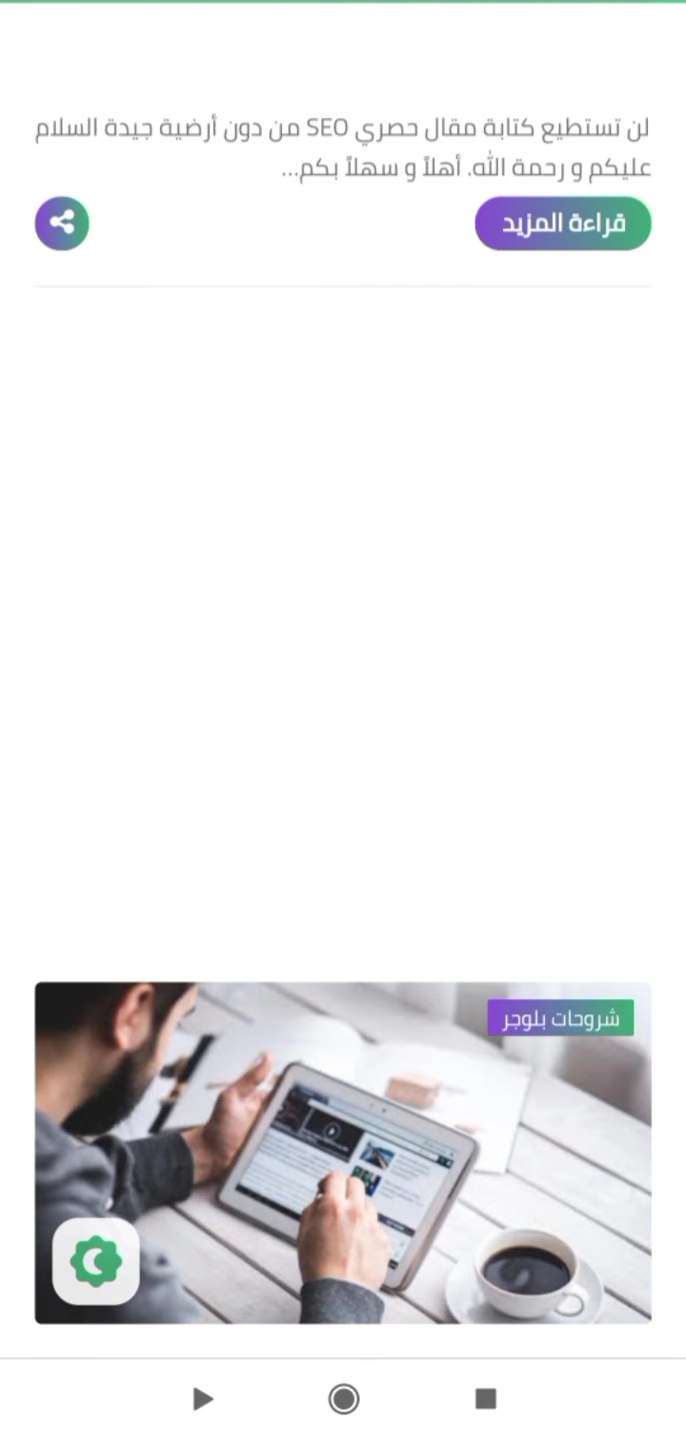 لن تستطيع كتابة مقال حصري SEO من دون أرضية جيدة السلام
عليكم و رحمة الله. أهلاً و سهلاً بكم...
قراءة المزيد
شروحات بلوجر